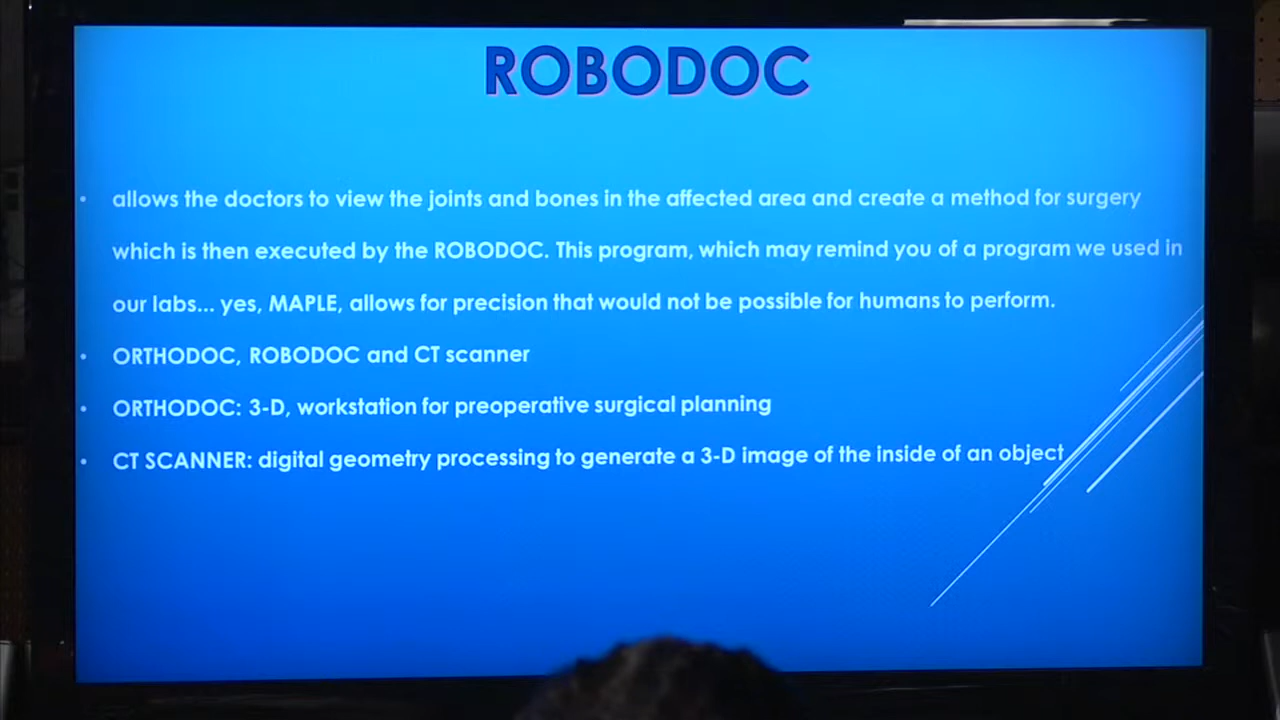 ROBODOC
• allows the doctors to view the joints and bones in the affected area and create a method for surgery
which is then executed by the ROBODOC. This program, which may remind you of a program we used in
our labs... yes, MAPLE, allows for precision that would not be possible for humans to perform.
• ORTHODOC, ROBODOC and CT scanner
• ORTHODOC: 3-D, workstation for preoperative surgical planning
• CT SCANNER: digital geometry processing to generate a 3-D image of the inside of an object